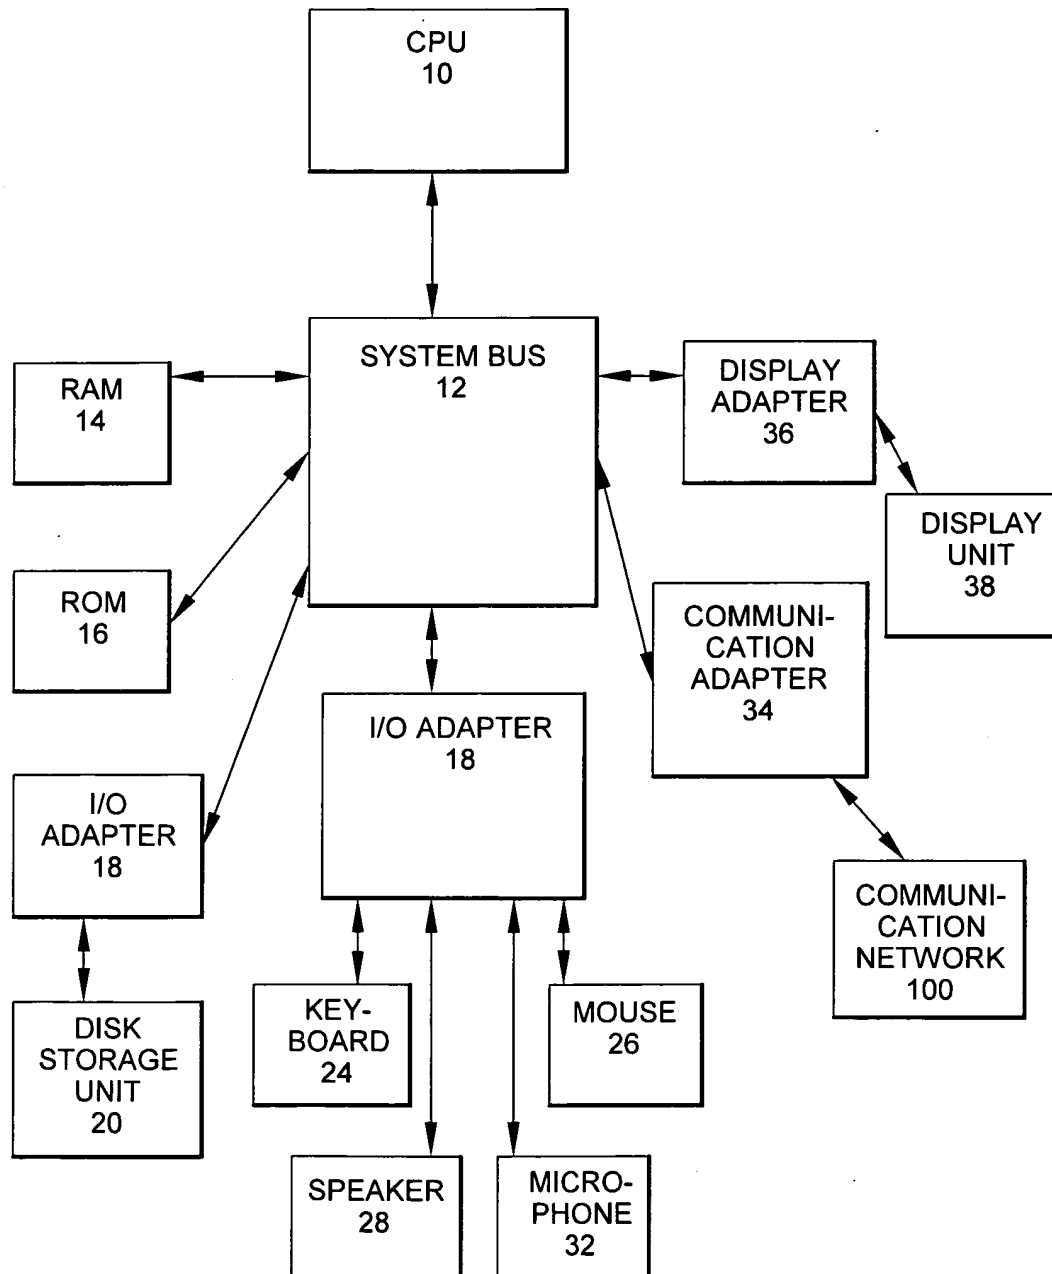 CPU
10
SYSTEM BUS
12
RAM
14
DISPLAY
ADAPTER
36
DISPLAY
UNIT
38
ROM
16
COMMUNI-
CATION
ADAPTER
34
I/O ADAPTER
18
I/O
ADAPTER
18
COMMUNI-
CATION
NETWORK
100
DISK
STORAGE
UNIT
20
KEY-
BOARD
24
MOUSE
26
SPEAKER
28
MICRO-
PHONE
32